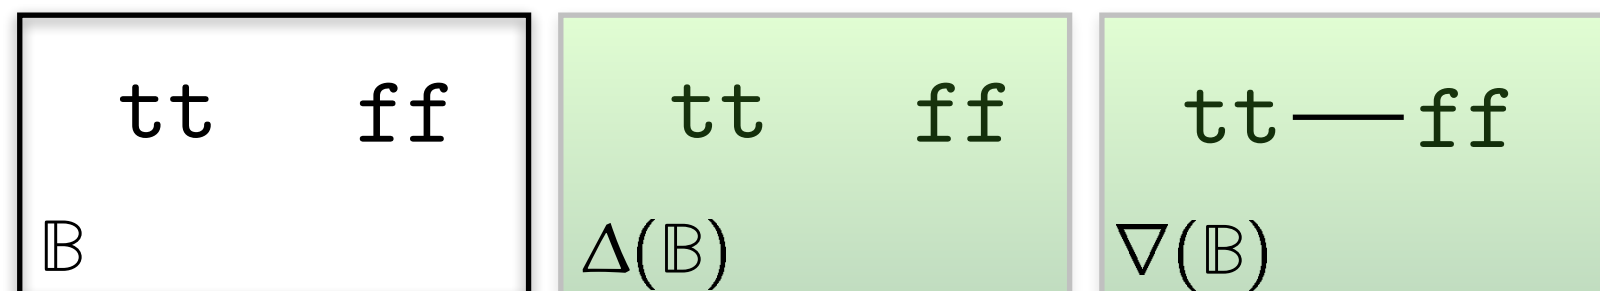 tt ff
𝔹
tt ff
Δ(𝔹)
tt—ff
∇(𝔹)